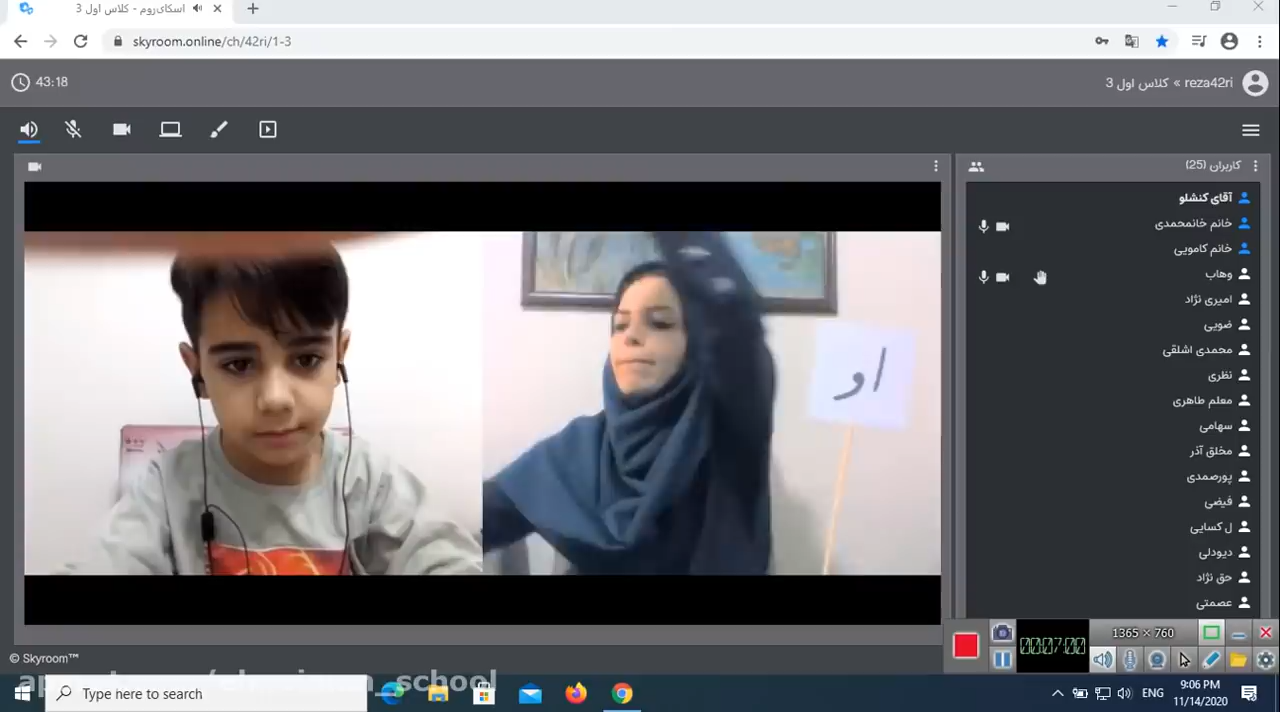 اسکای‌روم - کلاس اول 3
skyroom.online/ch/42ri/1-3
43:18
کلاس اول 3 » reza42ri
کاربران (25)
آقای کنشلو
خانم خانمحمدی
خانم کامویی
وهاب
امیری نژاد
ضویی
محمدی اشلقی
نظری
معلم طاهری
سهامی
مخلق آذر
پورصمدی
فیضی
ل کسایی
دیودلی
حق نژاد
عصمتی
او
1365 × 760
00:07:00
© Skyroom™
Type here to search
ENG
9:06 PM
11/14/2020